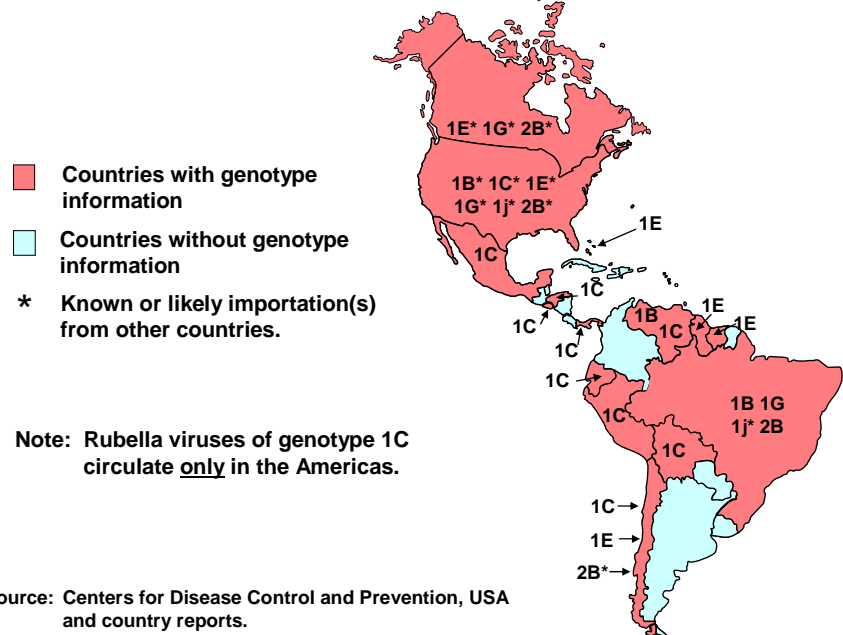 1E* 1G* 2B*
1B* 1C* 1E*
1G* 1j* 2B*
1E
1C
1C
1C
1C
1B
1C
1E
1E
1C
1C
1B 1G
1j* 2B
1C
1C
1E
2B*
Countries with genotype
information
Countries without genotype
information
* Known or likely importation(s)
from other countries.
Note: Rubella viruses of genotype 1C
circulate only in the Americas.
ource: Centers for Disease Control and Prevention, USA
and country reports.